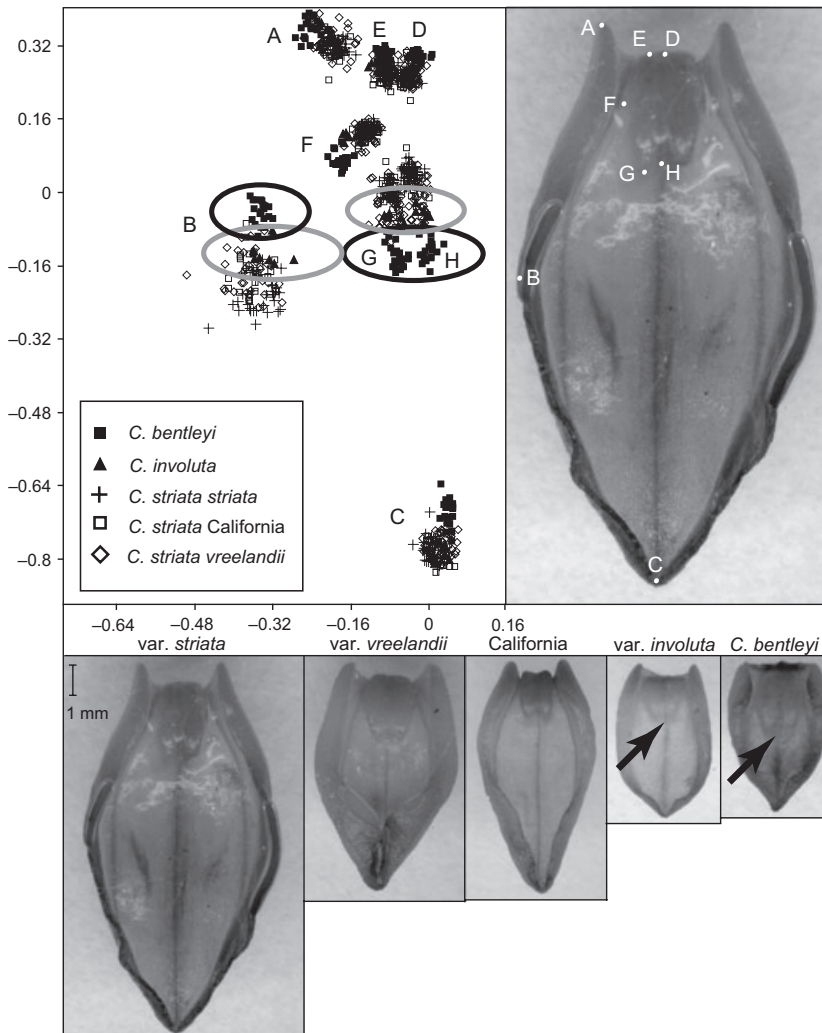 0.32
0.16
0
–0.16
–0.32
–0.48
–0.64
–0.8
A
E D
F
B
G H
C
C. bentleyi
C. involuta
C. striata striata
C. striata California
C. striata vreelandii
–0.64 –0.48 –0.32 –0.16 0 0.16
A
E D
F
G H
B
C
var. striata var. vreelandii California var. involuta C. bentleyi
1 mm